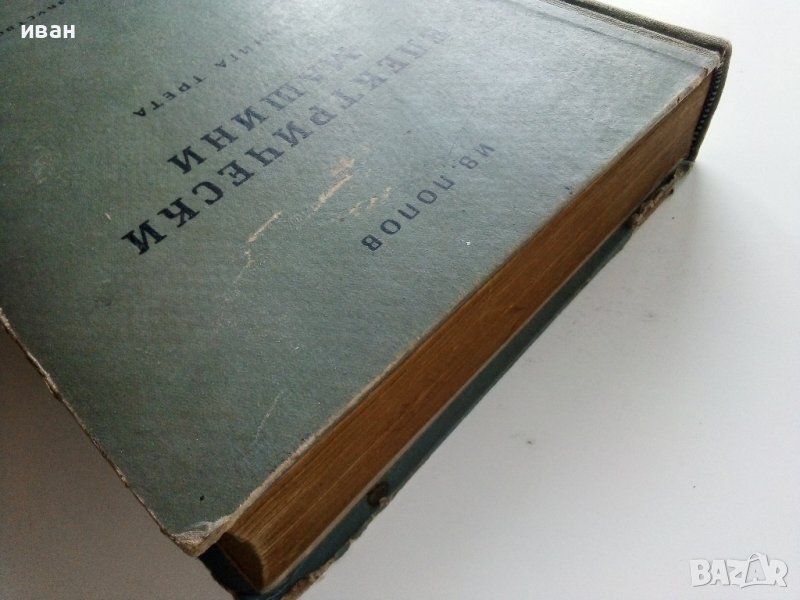 иван
ИВ. ПОПОВ
ЕЛЕКТРИЧЕСКИ
МАШИНИ
КНИГА ТРЕТА
BAZAR